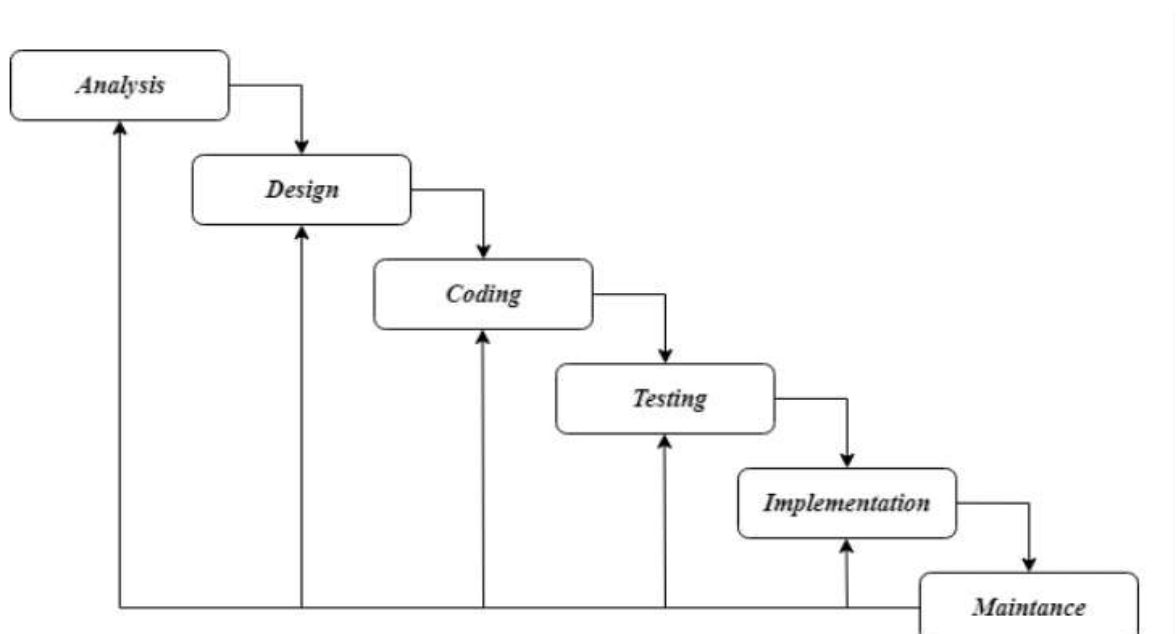 Analysis
Design
Coding
Testing
Implementation
Maintance